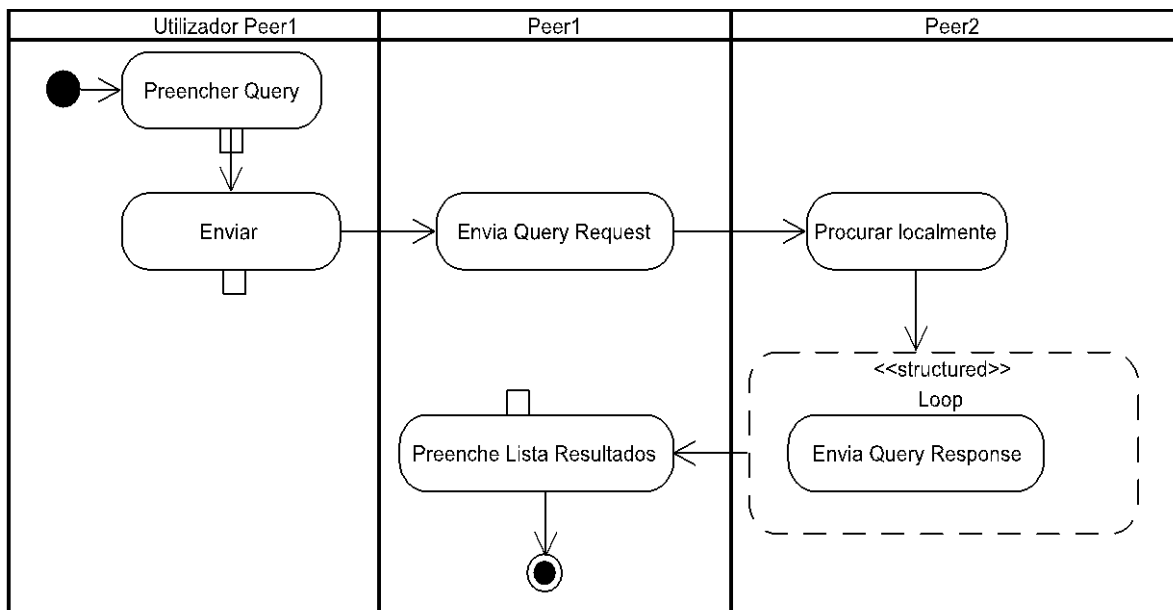 Utilizador Peer1
Peer1
Peer2
Preencher Query
Enviar
Envia Query Request
Procurar localmente
<<structured>>
Loop
Preenche Lista Resultados
Envia Query Response